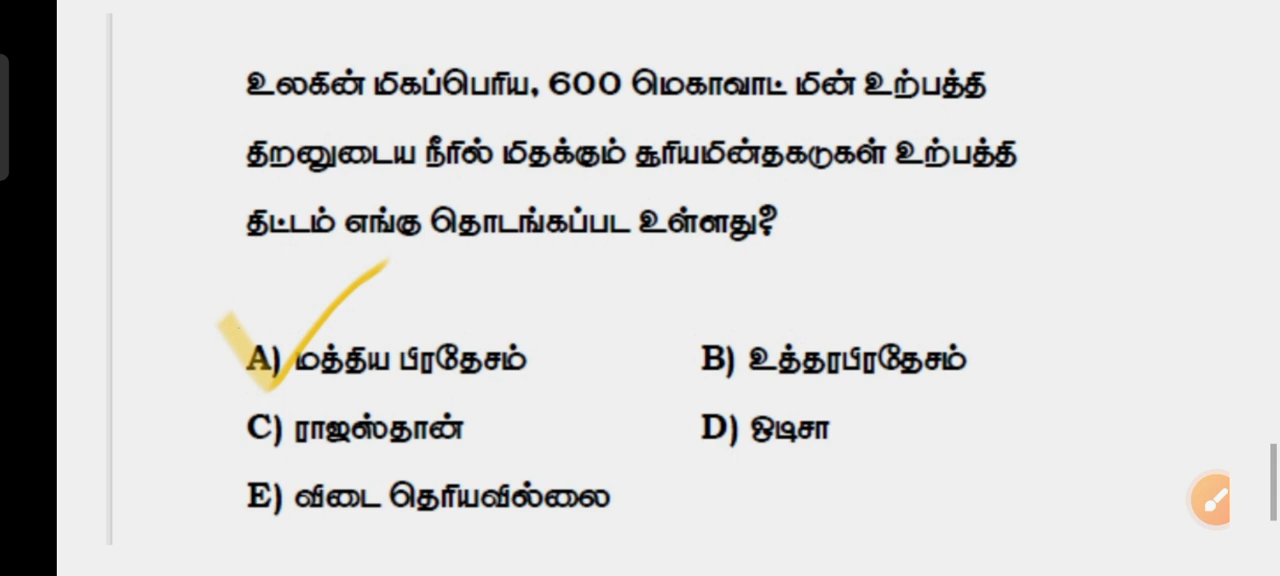 உலகின் மிகப்பெரிய, 600 மெகாவாட் மின் உற்பத்தி
திறனுடைய நீரில் மிதக்கும் சூரியமின்தகடுகள் உற்பத்தி
திட்டம் எங்கு தொடங்கப்பட உள்ளது?
A) மத்திய பிரதேசம் B) உத்தரபிரதேசம்
C) ராஜஸ்தான் D) ஒடிசா
E) விடை தெரியவில்லை